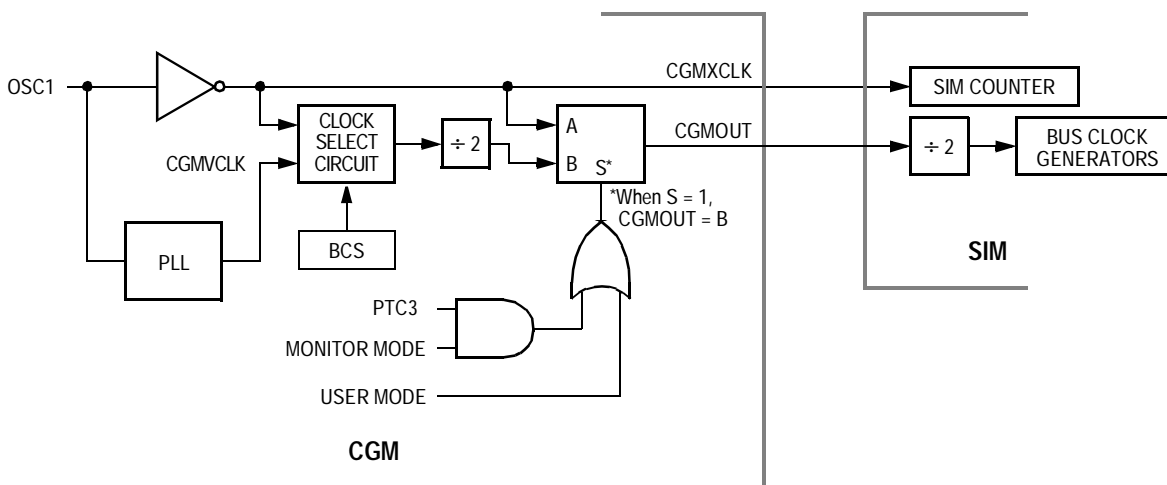 OSC1
CGMXCLK
SIM COUNTER
CLOCK
SELECT
CIRCUIT
÷ 2
A
B
S*
CGMOUT
÷ 2
BUS CLOCK
GENERATORS
CGMVCLK
*When S = 1,
CGMOUT = B
BCS
PLL
SIM
PTC3
MONITOR MODE
USER MODE
CGM